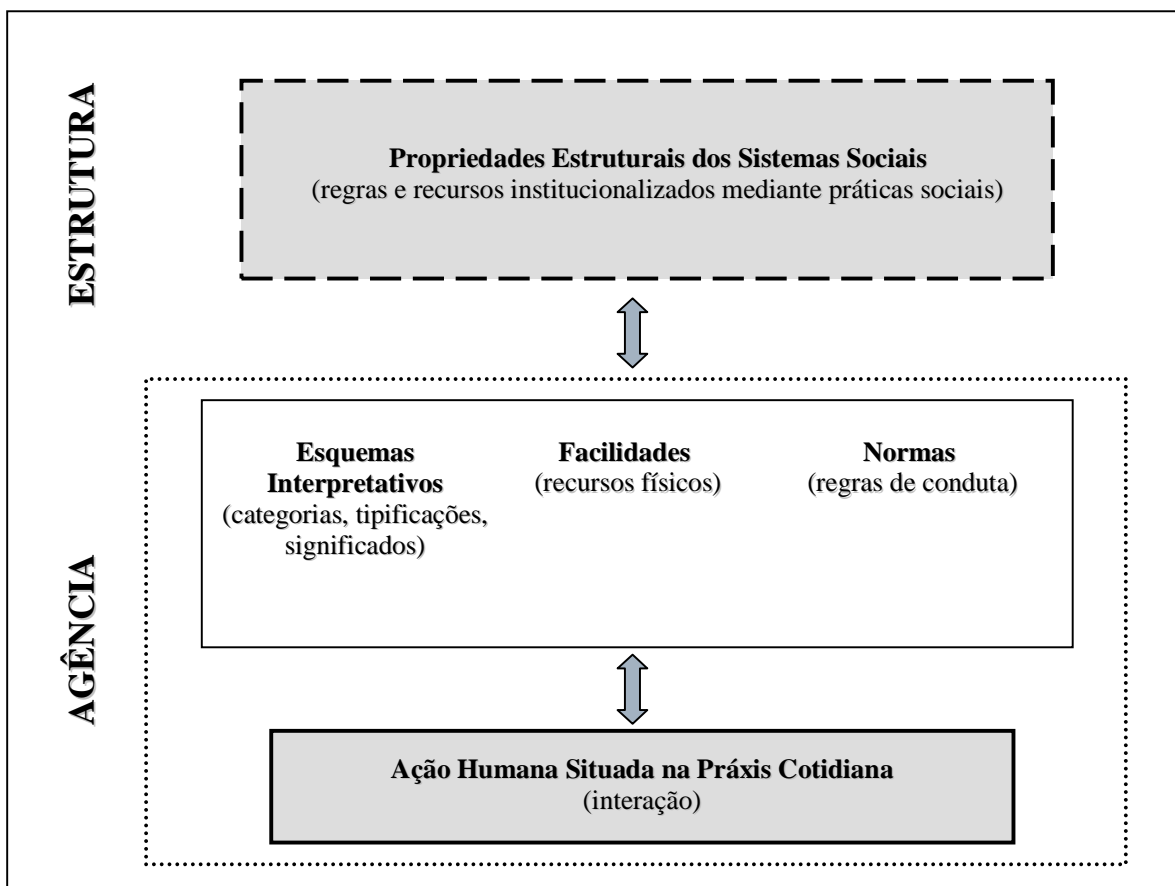 ESTRUTURA
Propriedades Estruturais dos Sistemas Sociais
(regras e recursos institucionalizados mediante práticas sociais)
AGÊNCIA
Esquemas
Interpretativos
(categorias, tipificações,
significados)
Facilidades
(recursos físicos)
Normas
(regras de conduta)
Ação Humana Situada na Práxis Cotidiana
(interação)